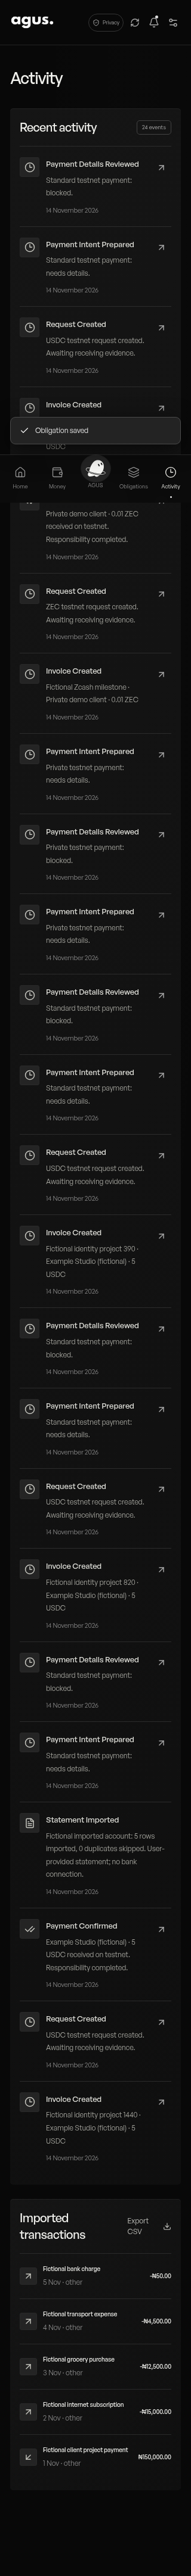 agus.
Privacy
Activity
Recent activity
24 events
Payment Details Reviewed
Standard testnet payment:
blocked.
14 November 2026
Payment Intent Prepared
Standard testnet payment:
needs details.
14 November 2026
Request Created
USDC testnet request created.
Awaiting receiving evidence.
14 November 2026
Invoice Created
Obligation saved
USDC
Home
Money
AGUS
Obligations
Activity
Private demo client · 0.01 ZEC
received on testnet.
Responsibility completed.
14 November 2026
Request Created
ZEC testnet request created.
Awaiting receiving evidence.
14 November 2026
Invoice Created
Fictional Zcash milestone ·
Private demo client · 0.01 ZEC
14 November 2026
Payment Intent Prepared
Private testnet payment:
needs details.
14 November 2026
Payment Details Reviewed
Private testnet payment:
blocked.
14 November 2026
Payment Intent Prepared
Private testnet payment:
needs details.
14 November 2026
Payment Details Reviewed
Standard testnet payment:
blocked.
14 November 2026
Payment Intent Prepared
Standard testnet payment:
needs details.
14 November 2026
Request Created
USDC testnet request created.
Awaiting receiving evidence.
14 November 2026
Invoice Created
Fictional identity project 390 ·
Example Studio (fictional) · 5
USDC
14 November 2026
Payment Details Reviewed
Standard testnet payment:
blocked.
14 November 2026
Payment Intent Prepared
Standard testnet payment:
needs details.
14 November 2026
Request Created
USDC testnet request created.
Awaiting receiving evidence.
14 November 2026
Invoice Created
Fictional identity project 820 ·
Example Studio (fictional) · 5
USDC
14 November 2026
Payment Details Reviewed
Standard testnet payment:
blocked.
14 November 2026
Payment Intent Prepared
Standard testnet payment:
needs details.
14 November 2026
Statement Imported
Fictional imported account: 5 rows
imported, 0 duplicates skipped. User-
provided statement; no bank
connection.
14 November 2026
Payment Confirmed
Example Studio (fictional) · 5
USDC received on testnet.
Responsibility completed.
14 November 2026
Request Created
USDC testnet request created.
Awaiting receiving evidence.
14 November 2026
Invoice Created
Fictional identity project 1440 ·
Example Studio (fictional) · 5
USDC
14 November 2026
Imported
transactions
Export
CSV
Fictional bank charge
5 Nov · other
-₦50.00
Fictional transport expense
4 Nov · other
-₦4,500.00
Fictional grocery purchase
3 Nov · other
-₦12,500.00
Fictional internet subscription
2 Nov · other
-₦15,000.00
Fictional client project payment
1 Nov · other
₦150,000.00